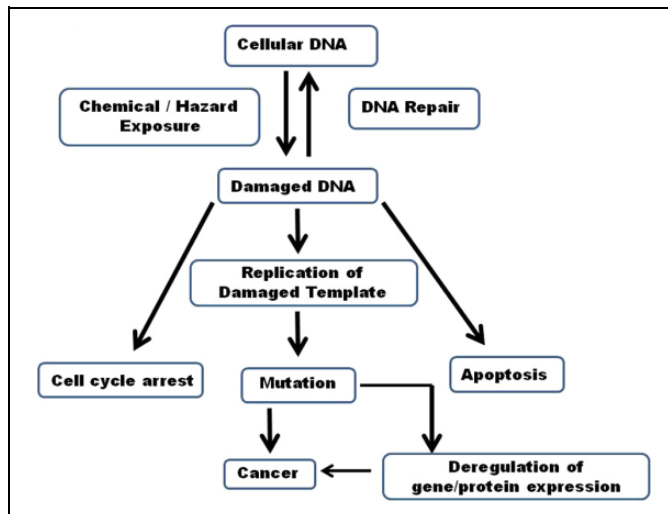 Cellular DNA
Chemical / Hazard
Exposure
DNA Repair
Damaged DNA
Replication of
Damaged Template
Cell cycle arrest
Mutation
Apoptosis
Cancer
Deregulation of
gene/protein expression